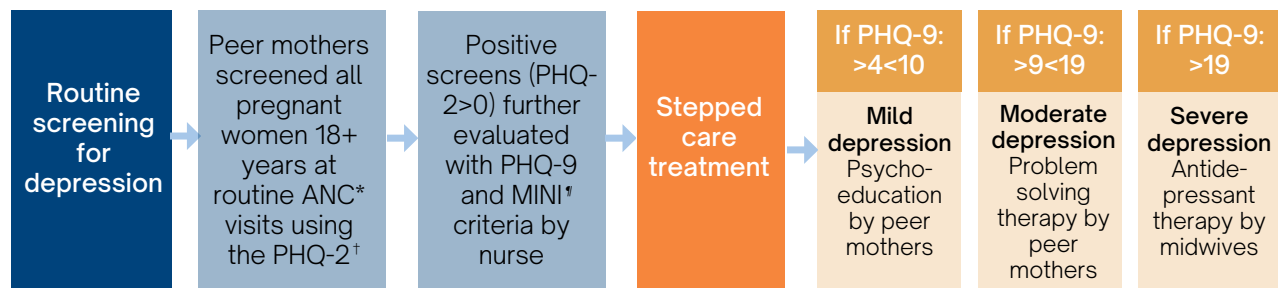 Routine
screening
for
depression
Peer mothers
screened all
pregnant
women 18+
years at
routine ANC*
visits using
the PHQ-2†
Positive
screens (PHQ-
2>0) further
evaluated
with PHQ-9
and MINI¶
criteria by
nurse
Stepped
care
treatment
If PHQ-9:
>4<10
Mild
depression
Psycho-
education
by peer
mothers
If PHQ-9:
>9<19
Moderate
depression
Problem
solving
therapy by
peer
mothers
If PHQ-9:
>19
Severe
depression
Antide-
pressant
therapy by
midwives